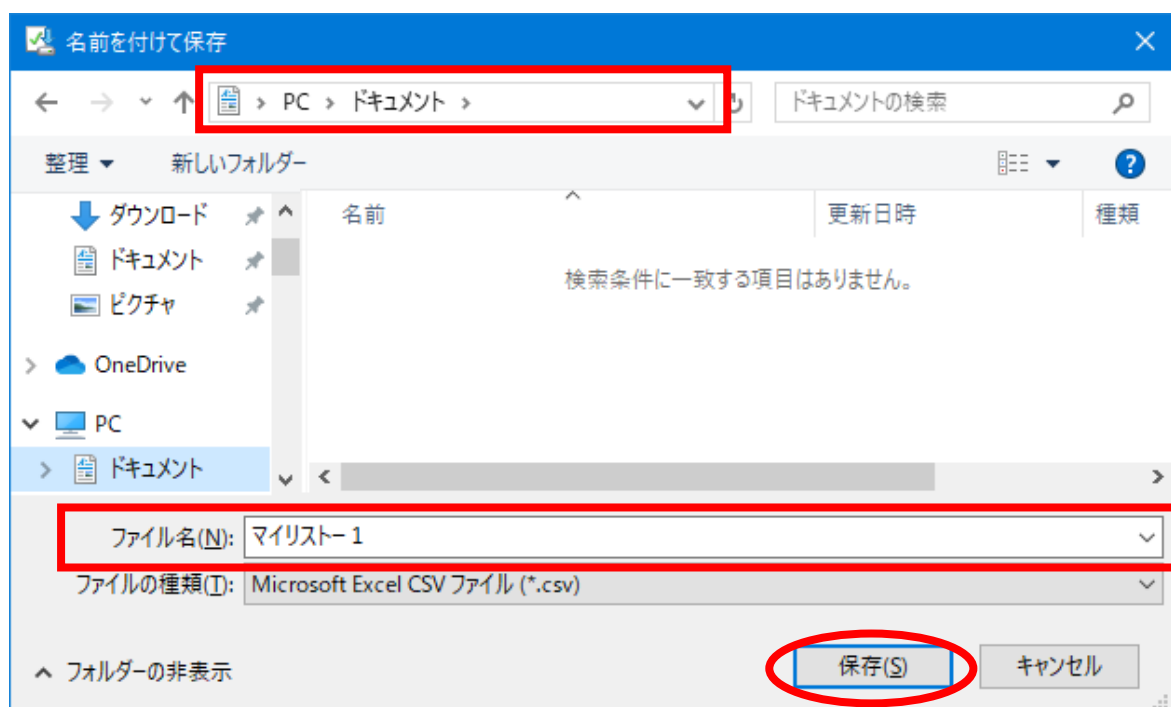 名前を付けて保存
PC › ドキュメント ›
ドキュメントの検索
整理
新しいフォルダー
ダウンロード
ドキュメント
ピクチャ
OneDrive
PC
ドキュメント
名前
更新日時
種類
検索条件に一致する項目はありません。
ファイル名(N): マイリストー１
ファイルの種類(T): Microsoft Excel CSV ファイル (*.csv)
フォルダーの非表示
保存(S)
キャンセル